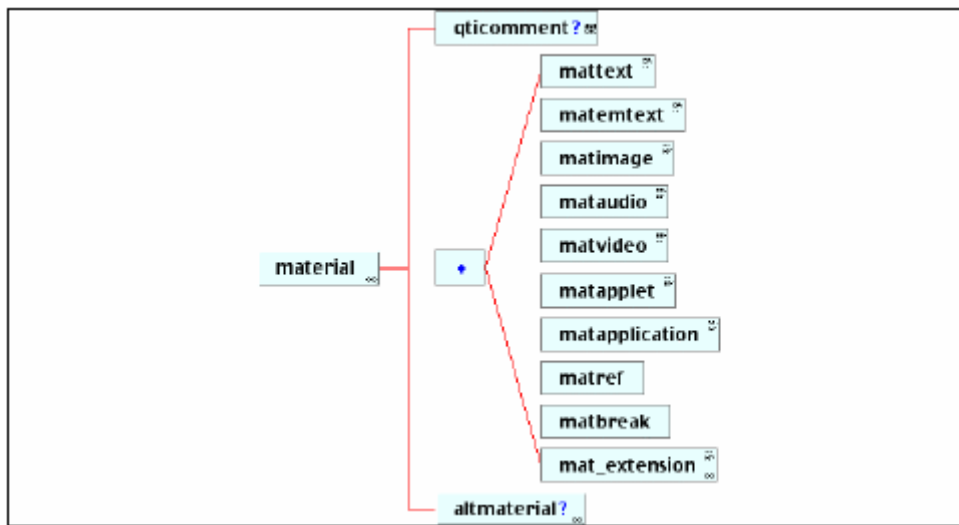 qticomment?
mattext
matemtext
matimage
mataudio
matvideo
material
matapplet
matapplication
matref
matbreak
mat_extension
altmaterial?